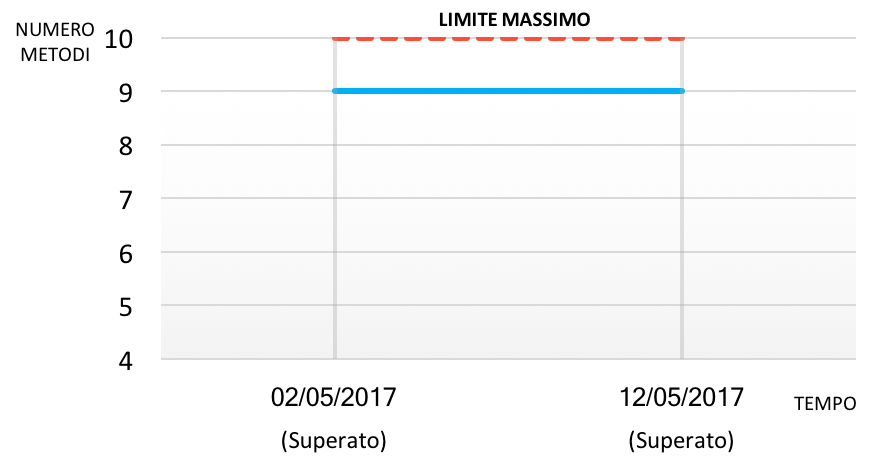 LIMITE MASSIMO
NUMERO
METODI
10
9
8
7
6
5
4
02/05/2017
12/05/2017
TEMPO
(Superato)
(Superato)